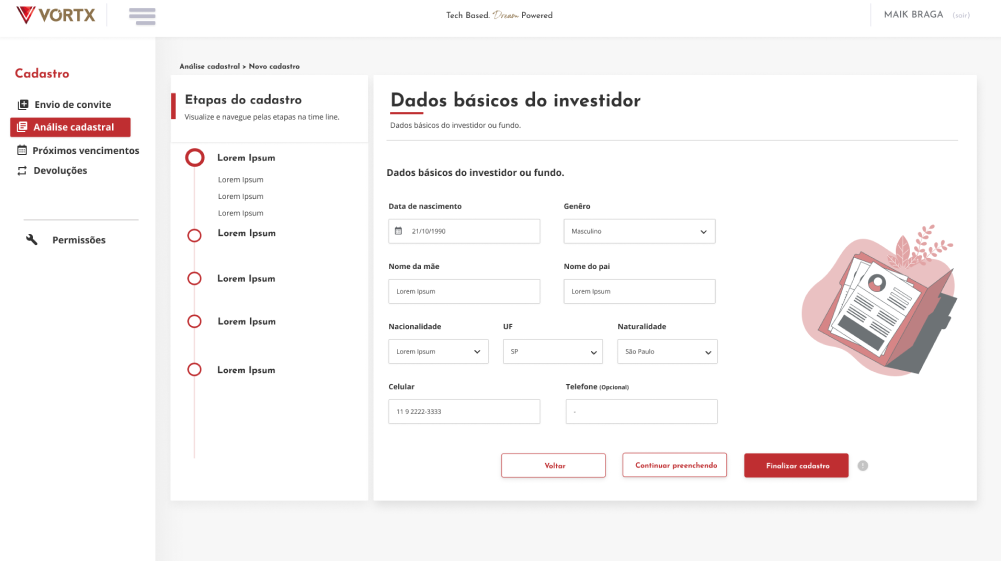 VÓRTX
Tech Based. Dream Powered
MAIK BRAGA (sair)
Cadastro
Envio de convite
Análise cadastral
Próximos vencimentos
Devoluções
Permissões
Análise cadastral > Novo cadastro
Etapas do cadastro
Visualize e navegue pelas etapas na time line.
Lorem Ipsum
Lorem Ipsum
Lorem Ipsum
Lorem Ipsum
Lorem Ipsum
Lorem Ipsum
Lorem Ipsum
Lorem Ipsum
Dados básicos do investidor
Dados básicos do investidor ou fundo.
Dados básicos do investidor ou fundo.
Data de nascimento Genêro
21/10/1990 Masculino
Nome da mãe Nome do pai
Lorem Ipsum Lorem Ipsum
Nacionalidade UF Naturalidade
Lorem Ipsum SP São Paulo
Celular Telefone (Opcional)
11 9 2222-3333 -
Voltar Continuar preenchendo Finalizar cadastro !